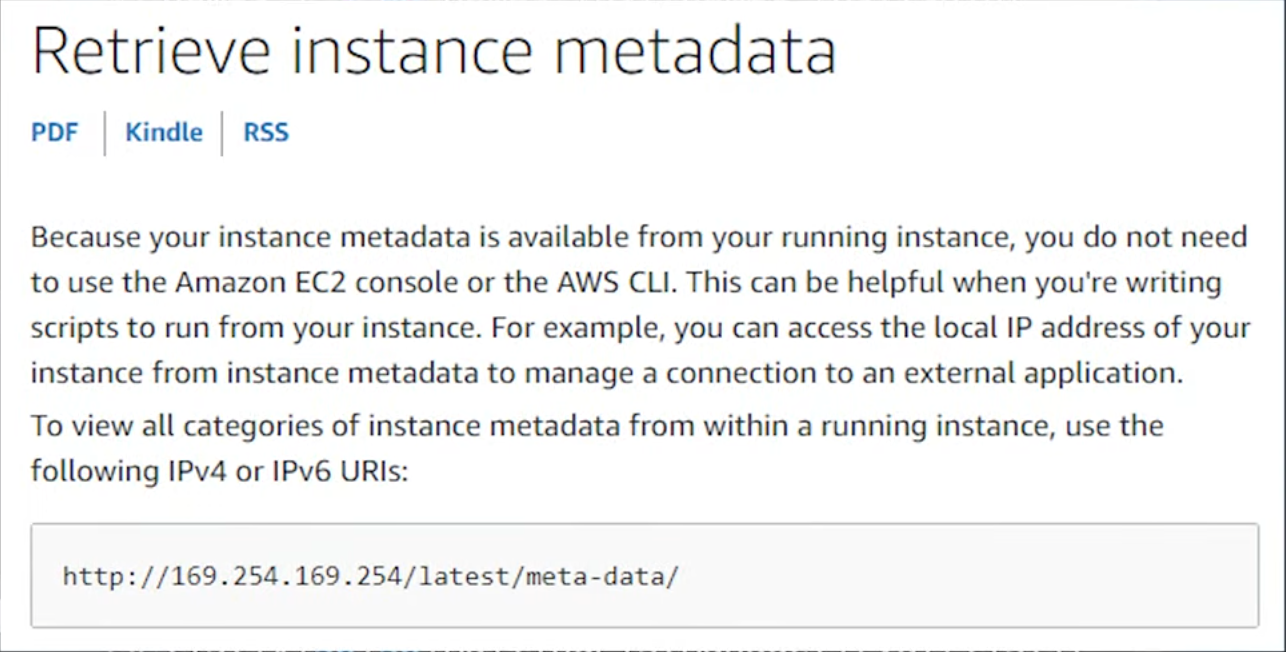 Retrieve instance metadata
PDF
Kindle
RSS
Because your instance metadata is available from your running instance, you do not need
to use the Amazon EC2 console or the AWS CLI. This can be helpful when you're writing
scripts to run from your instance. For example, you can access the local IP address of your
instance from instance metadata to manage a connection to an external application.
To view all categories of instance metadata from within a running instance, use the
following IPv4 or IPv6 URIs:
http://169.254.169.254/latest/meta-data/